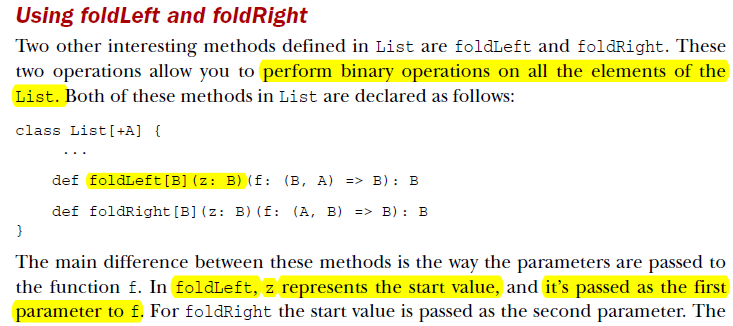 Using foldLeft and foldRight
Two other interesting methods defined in List are foldLeft and foldRight. These
two operations allow you to perform binary operations on all the elements of the
List. Both of these methods in List are declared as follows:
class List[+A] {
...
def foldLeft[B](z: B)(f: (B, A) => B): B
def foldRight[B](z: B)(f: (A, B) => B): B
}
The main difference between these methods is the way the parameters are passed to
the function f. In foldLeft, z represents the start value, and it’s passed as the first
parameter to f. For foldRight the start value is passed as the second parameter. The